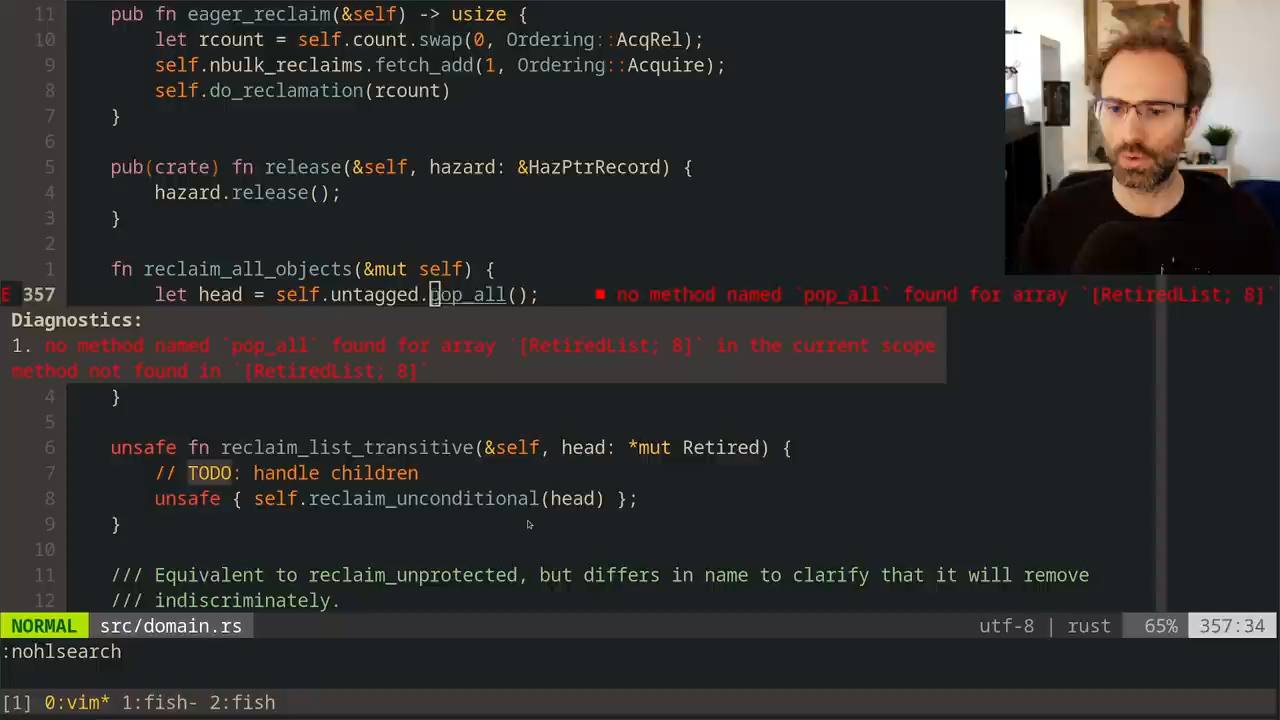 11 pub fn eager_reclaim(&self) -> usize {
10 let rcount = self.count.swap(0, Ordering::AcqRel);
9 self.nbulk_reclaims.fetch_add(1, Ordering::Acquire);
8 self.do_reclamation(rcount)
7 }
6
5 pub(crate) fn release(&self, hazard: &HazPtrRecord) {
4 hazard.release();
3 }
2
1 fn reclaim_all_objects(&mut self) {
E 357 let head = self.untagged.pop_all(); ■ no method named `pop_all` found for array `[RetiredList; 8]`
Diagnostics:
1. no method named `pop_all` found for array `[RetiredList; 8]` in the current scope
method not found in `[RetiredList; 8]`
4 }
5
6 unsafe fn reclaim_list_transitive(&self, head: *mut Retired) {
7 // TODO: handle children
8 unsafe { self.reclaim_unconditional(head) };
9 }
10
11 /// Equivalent to reclaim_unprotected, but differs in name to clarify that it will remove
12 /// indiscriminately.
NORMAL src/domain.rs utf-8 | rust 65% 357:34
:nohlsearch
[1] 0:vim* 1:fish- 2:fish